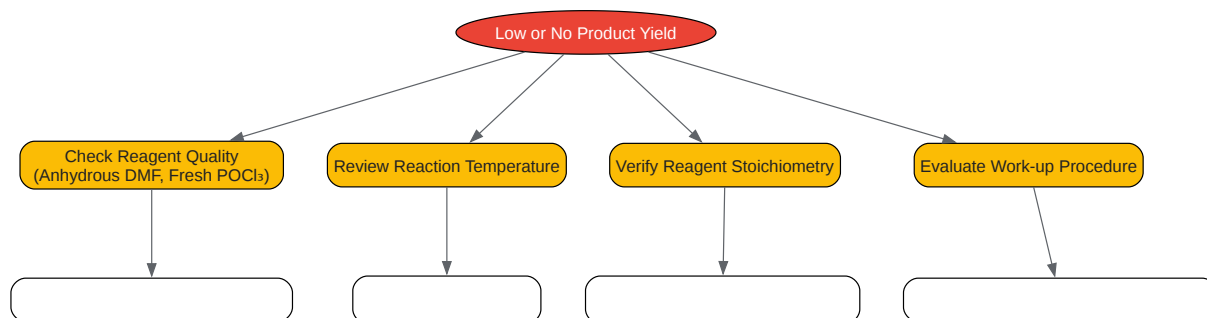 Low or No Product Yield
Check Reagent Quality
(Anhydrous DMF, Fresh POCl₃)
Review Reaction Temperature
Verify Reagent Stoichiometry
Evaluate Work-up Procedure